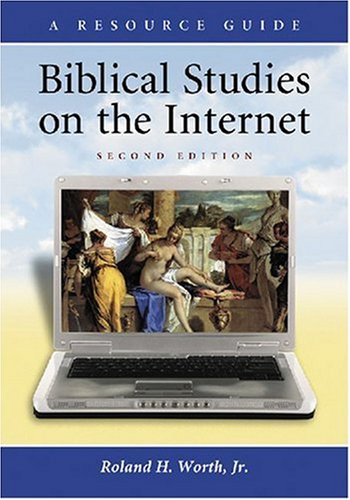 A RESOURCE GUIDE
Biblical Studies
on the Internet
SECOND EDITION
Roland H. Worth, Jr.